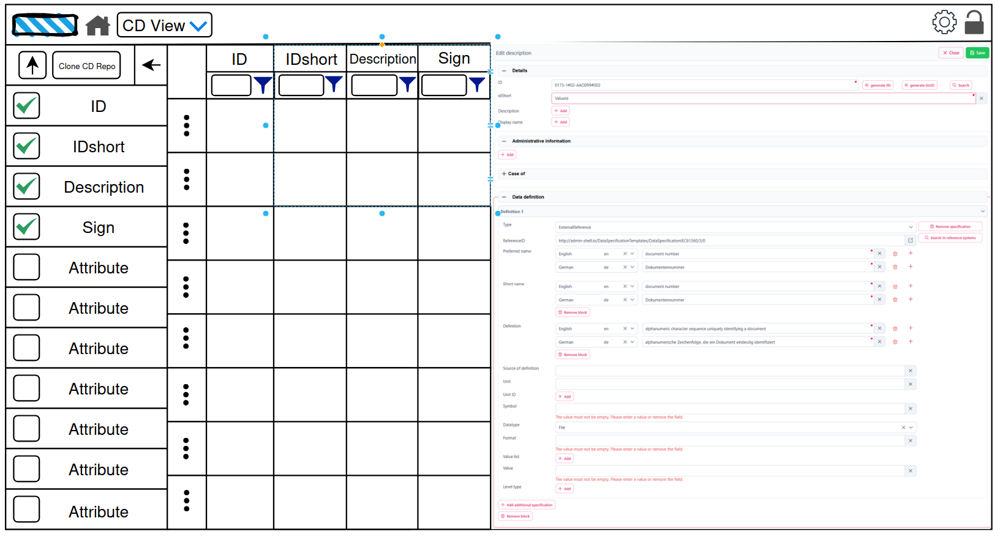 CD View
Clone CD Repo
ID
IDshort
Description
Sign
ID
IDshort
Description
Sign
Attribute
Attribute
Attribute
Attribute
Attribute
Attribute
Attribute
Edit description
Close
Save
Details
ID
0173-1#02-AAO099#002
generate IRI
generate GUID
Search
idShort
ValueId
Description
Add
Display name
Add
Administrative information
Add
Case of
Data definition
Definition 1
Type
ExternalReference
Remove specification
Search in reference systems
ReferenceID
http://admin-shell.io/DataSpecificationTemplates/DataSpecificationIEC61360/3/0
Preferred name
English en document number
German de Dokumentennummer
Short name
English en document number
German de Dokumentennummer
Remove block
Definition
English en alphanumeric character sequence uniquely identifying a document
German de alphanumerische Zeichenfolge, die ein Dokument eindeutig identifiziert
Remove block
Source of definition
Unit
Unit ID
Add
Symbol
The value must not be empty. Please enter a value or remove the field.
Datatype
File
Format
The value must not be empty. Please enter a value or remove the field.
Value list
Add
Value
The value must not be empty. Please enter a value or remove the field.
Level type
Add
Add additional specification
Remove block